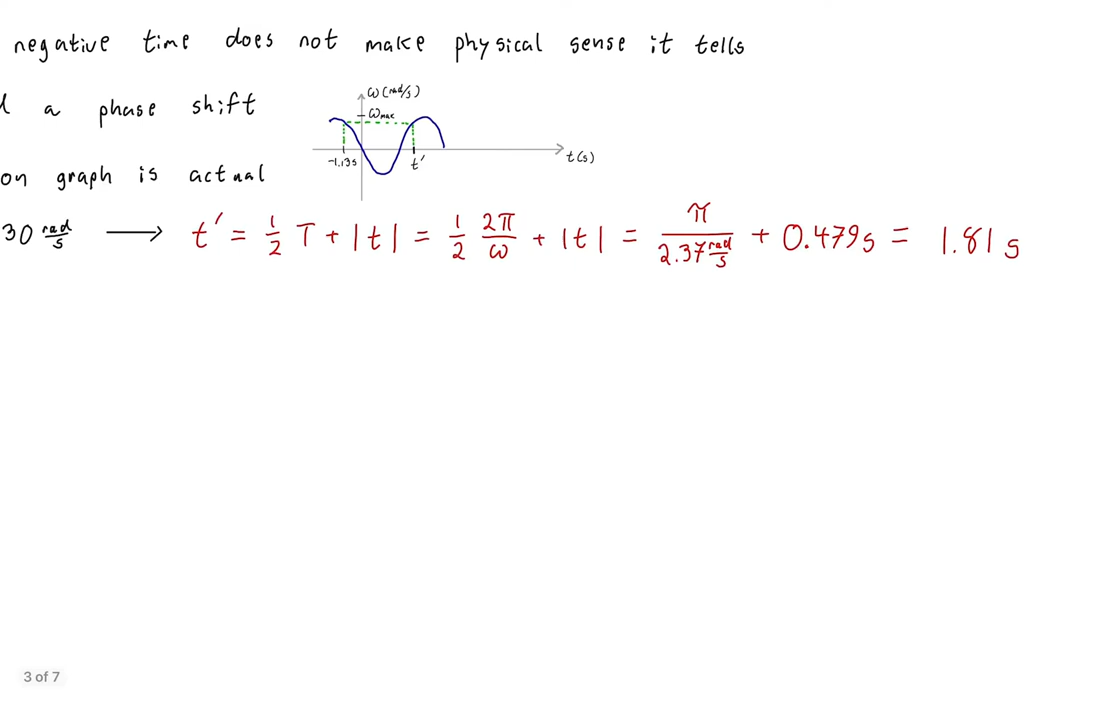 negative time does not make physical sense it tells
a phase shift
ω(rad/s)
ωmax
-1.13s
t'
t(s)
on graph is actual
30 rad/s → t' = 1/2 T + |t| = 1/2 2π/ω + |t| = π/(2.37 rad/s) + 0.479s = 1.81 s
3 of 7